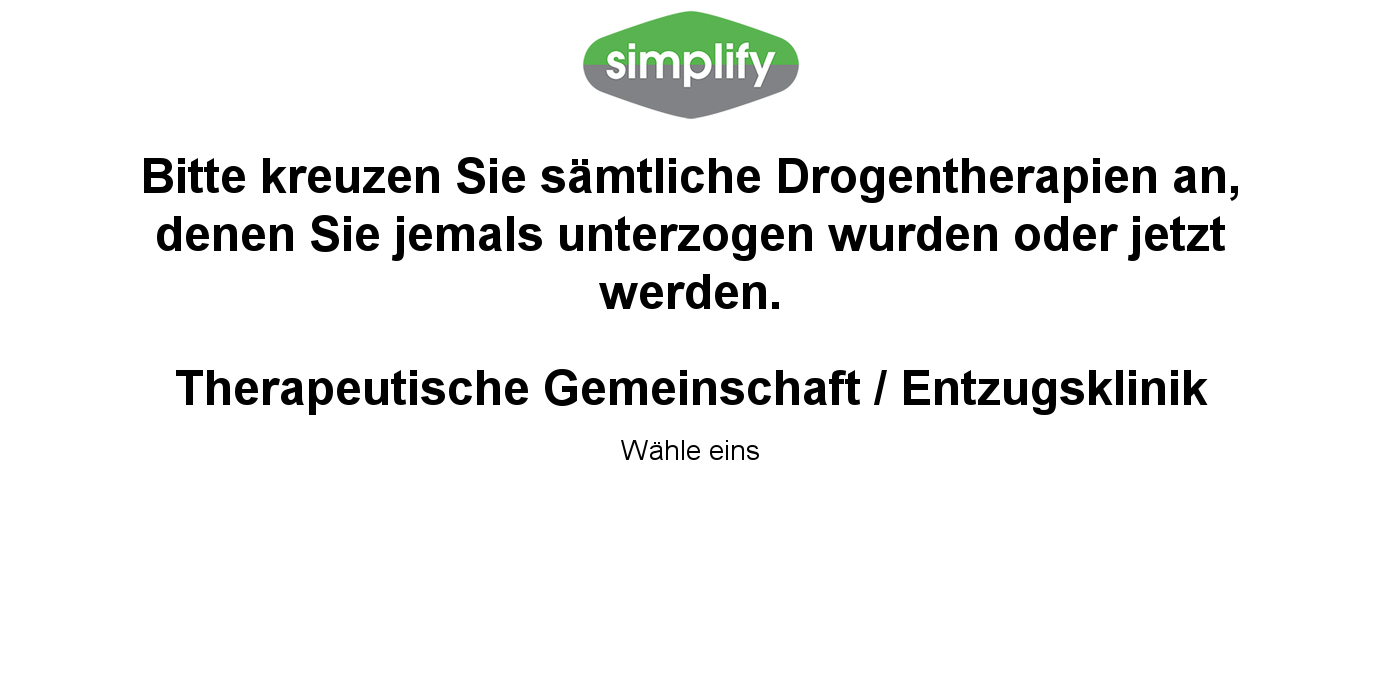 simplify
Bitte kreuzen Sie sämtliche Drogentherapien an,
denen Sie jemals unterzogen wurden oder jetzt
werden.
Therapeutische Gemeinschaft / Entzugsklinik
Wähle eins